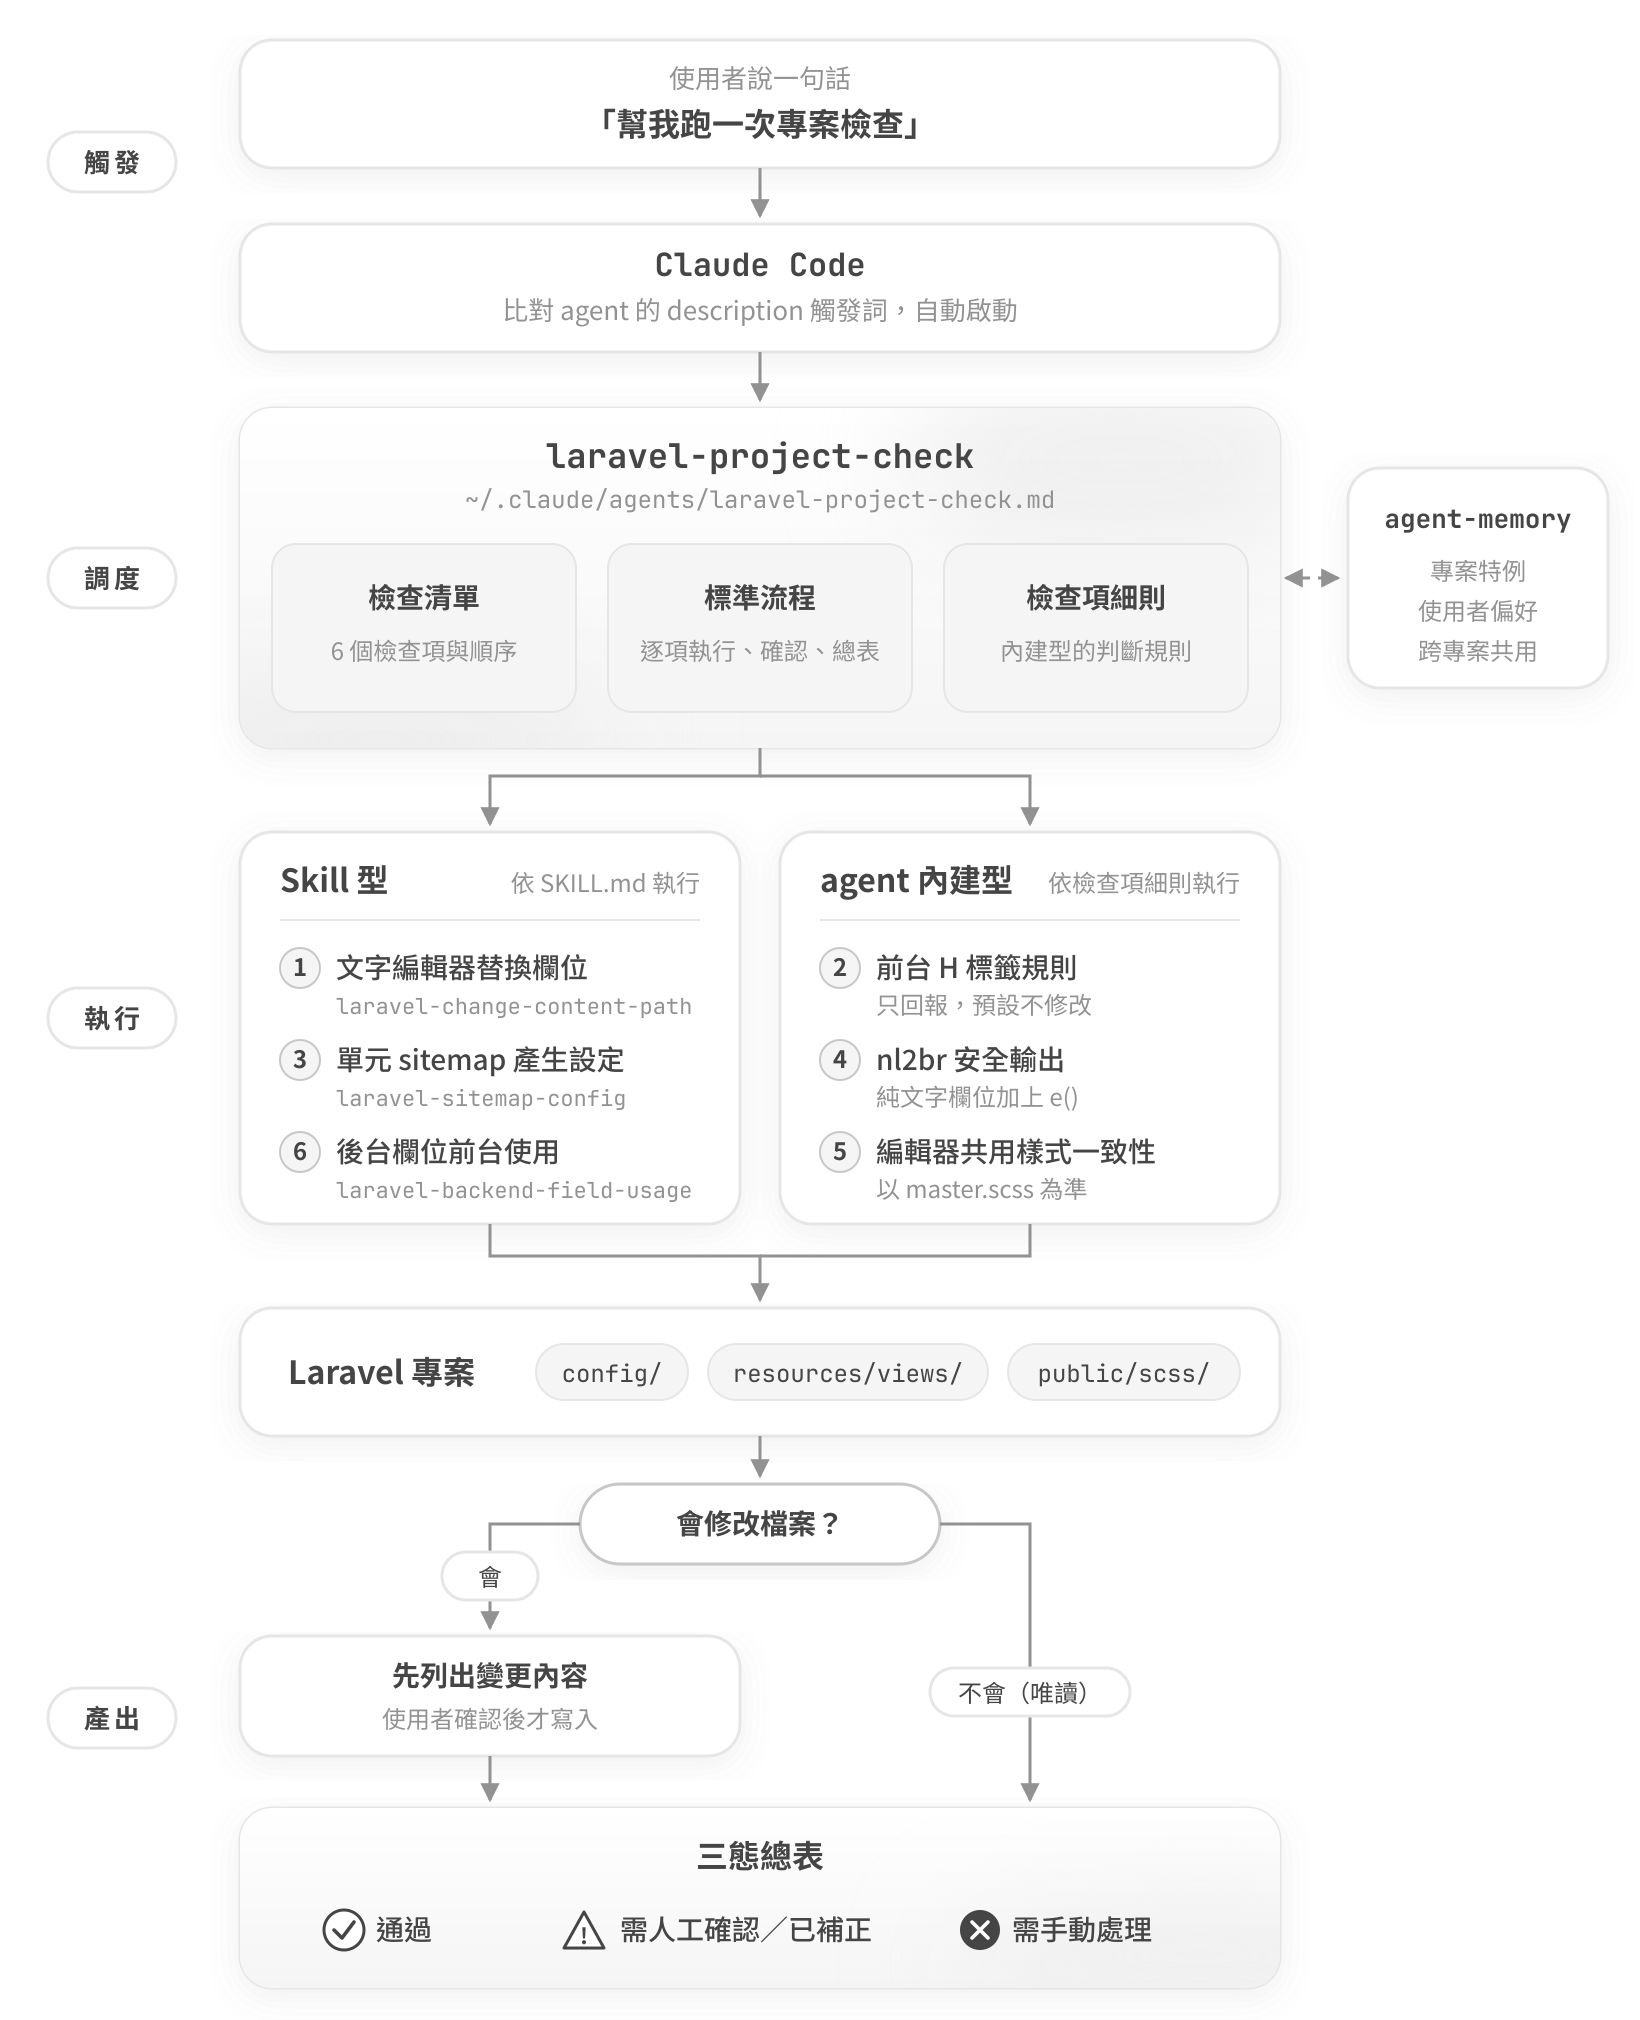 使用者說一句話
「幫我跑一次專案檢查」
觸發
Claude Code
比對 agent 的 description 觸發詞，自動啟動
laravel-project-check
~/.claude/agents/laravel-project-check.md
調度
檢查清單
6 個檢查項與順序
標準流程
逐項執行、確認、總表
檢查項細則
內建型的判斷規則
agent-memory
專案特例
使用者偏好
跨專案共用
執行
Skill 型
依 SKILL.md 執行
1 文字編輯器替換欄位
laravel-change-content-path
3 單元 sitemap 產生設定
laravel-sitemap-config
6 後台欄位前台使用
laravel-backend-field-usage
agent 內建型
依檢查項細則執行
2 前台 H 標籤規則
只回報，預設不修改
4 nl2br 安全輸出
純文字欄位加上 e()
5 編輯器共用樣式一致性
以 master.scss 為準
Laravel 專案
config/
resources/views/
public/scss/
會修改檔案？
會
不會（唯讀）
產出
先列出變更內容
使用者確認後才寫入
三態總表
通過
需人工確認／已補正
需手動處理